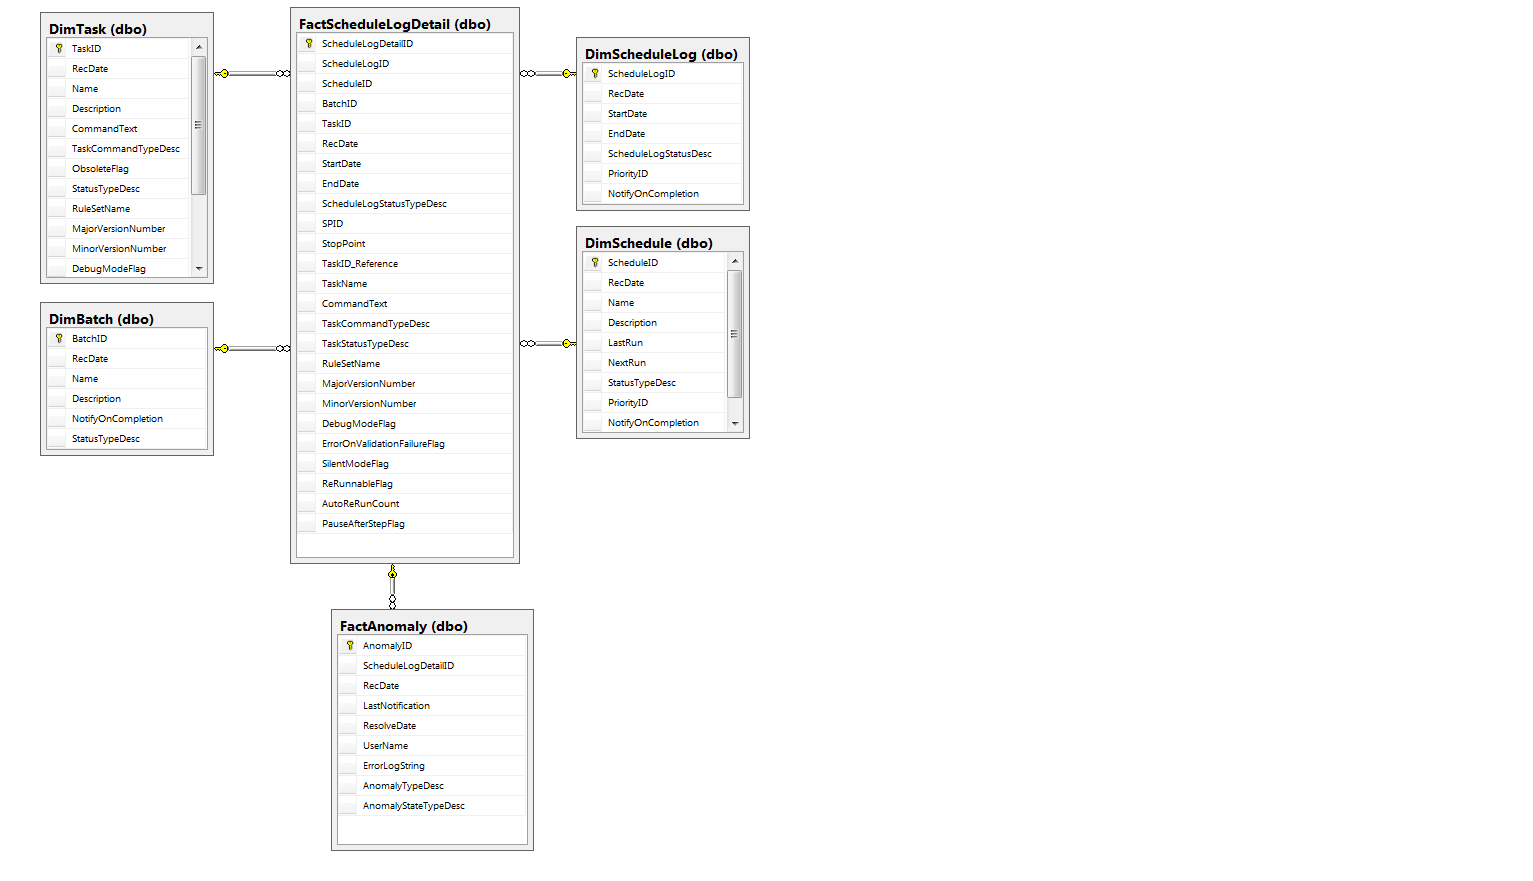 DimTask (dbo)
TaskID
RecDate
Name
Description
CommandText
TaskCommandTypeDesc
ObsoleteFlag
StatusTypeDesc
RuleSetName
MajorVersionNumber
MinorVersionNumber
DebugModeFlag
DimBatch (dbo)
BatchID
RecDate
Name
Description
NotifyOnCompletion
StatusTypeDesc
FactScheduleLogDetail (dbo)
ScheduleLogDetailID
ScheduleLogID
ScheduleID
BatchID
TaskID
RecDate
StartDate
EndDate
ScheduleLogStatusTypeDesc
SPID
StopPoint
TaskID_Reference
TaskName
CommandText
TaskCommandTypeDesc
TaskStatusTypeDesc
RuleSetName
MajorVersionNumber
MinorVersionNumber
DebugModeFlag
ErrorOnValidationFailureFlag
SilentModeFlag
ReRunnableFlag
AutoReRunCount
PauseAfterStepFlag
DimScheduleLog (dbo)
ScheduleLogID
RecDate
StartDate
EndDate
ScheduleLogStatusDesc
PriorityID
NotifyOnCompletion
DimSchedule (dbo)
ScheduleID
RecDate
Name
Description
LastRun
NextRun
StatusTypeDesc
PriorityID
NotifyOnCompletion
FactAnomaly (dbo)
AnomalyID
ScheduleLogDetailID
RecDate
LastNotification
ResolveDate
UserName
ErrorLogString
AnomalyTypeDesc
AnomalyStateTypeDesc